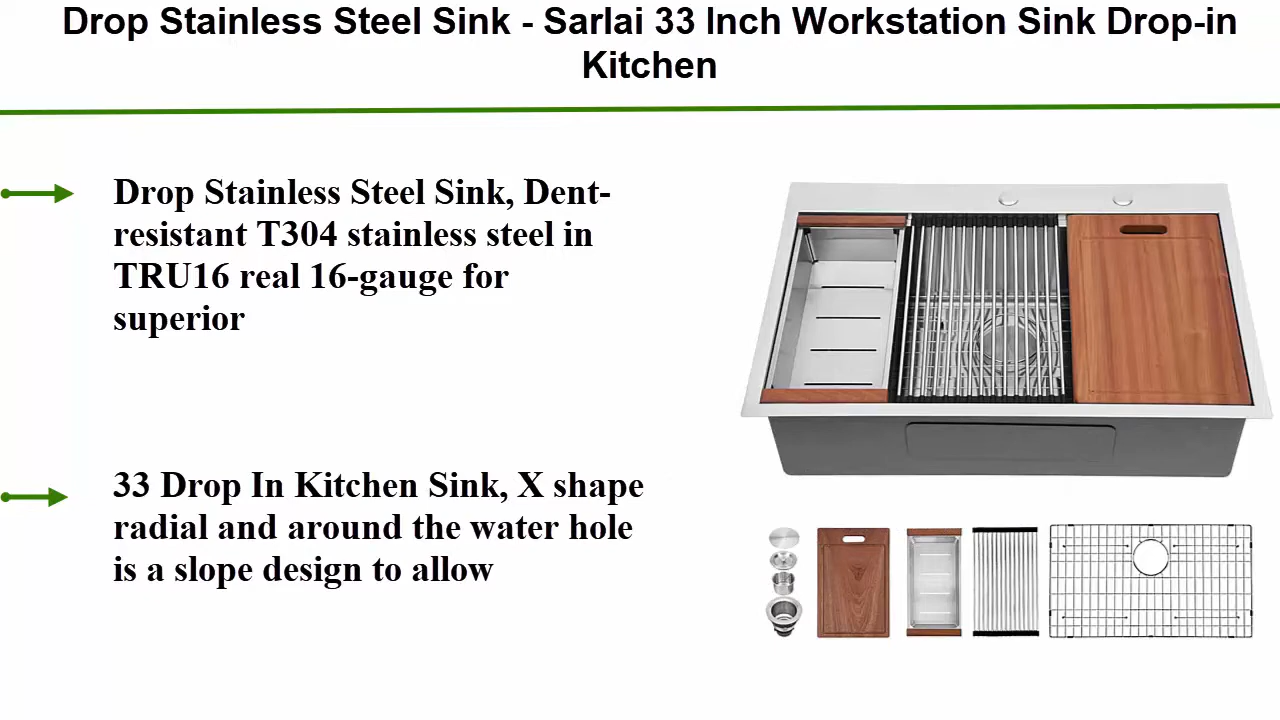 Drop Stainless Steel Sink - Sarlai 33 Inch Workstation Sink Drop-in
Kitchen
Drop Stainless Steel Sink, Dent-
resistant T304 stainless steel in
TRU16 real 16-gauge for
superior
33 Drop In Kitchen Sink, X shape
radial and around the water hole
is a slope design to allow